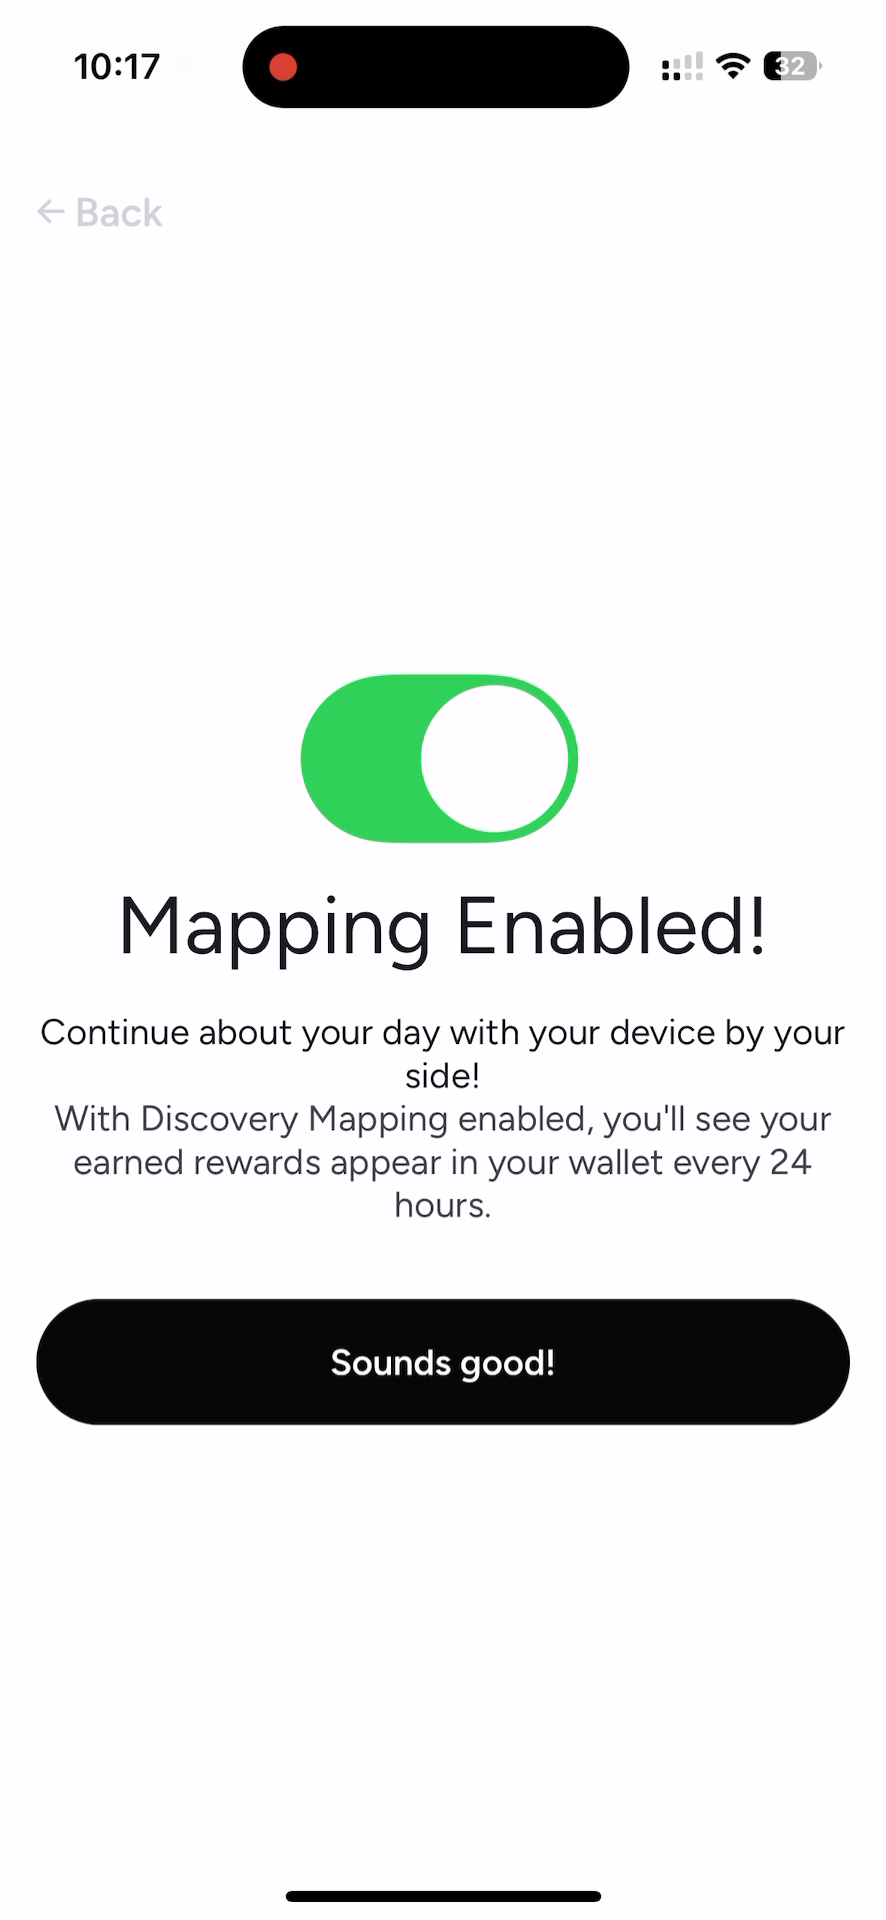 10:17
32
← Back
Mapping Enabled!
Continue about your day with your device by your
side!
With Discovery Mapping enabled, you'll see your
earned rewards appear in your wallet every 24
hours.
Sounds good!